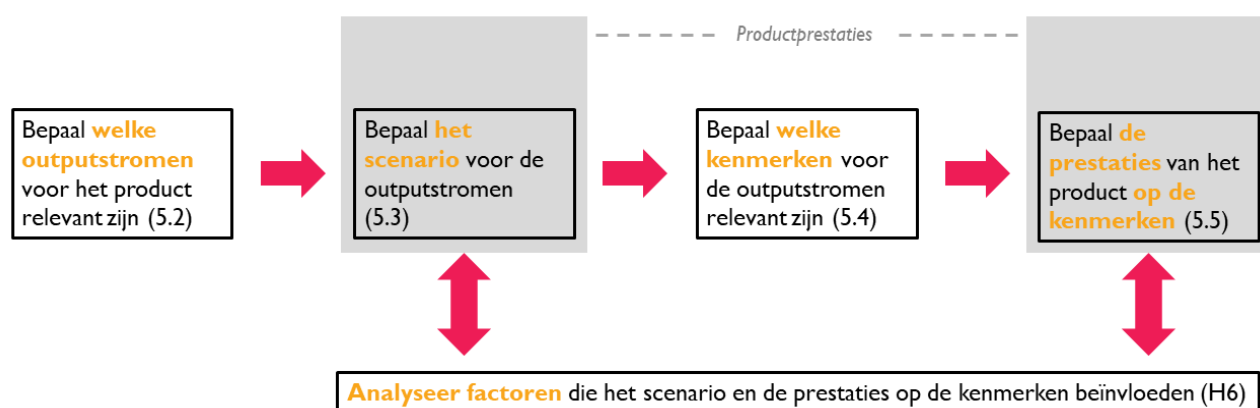 Productprestaties
Bepaal welke
outputstromen
voor het product
relevant zijn (5.2)
Bepaal het
scenario voor de
outputstromen
(5.3)
Bepaal welke
kenmerken voor
de outputstromen
relevant zijn (5.4)
Bepaal de
prestaties van het
product op de
kenmerken (5.5)
Analyseer factoren die het scenario en de prestaties op de kenmerken beïnvloeden (H6)